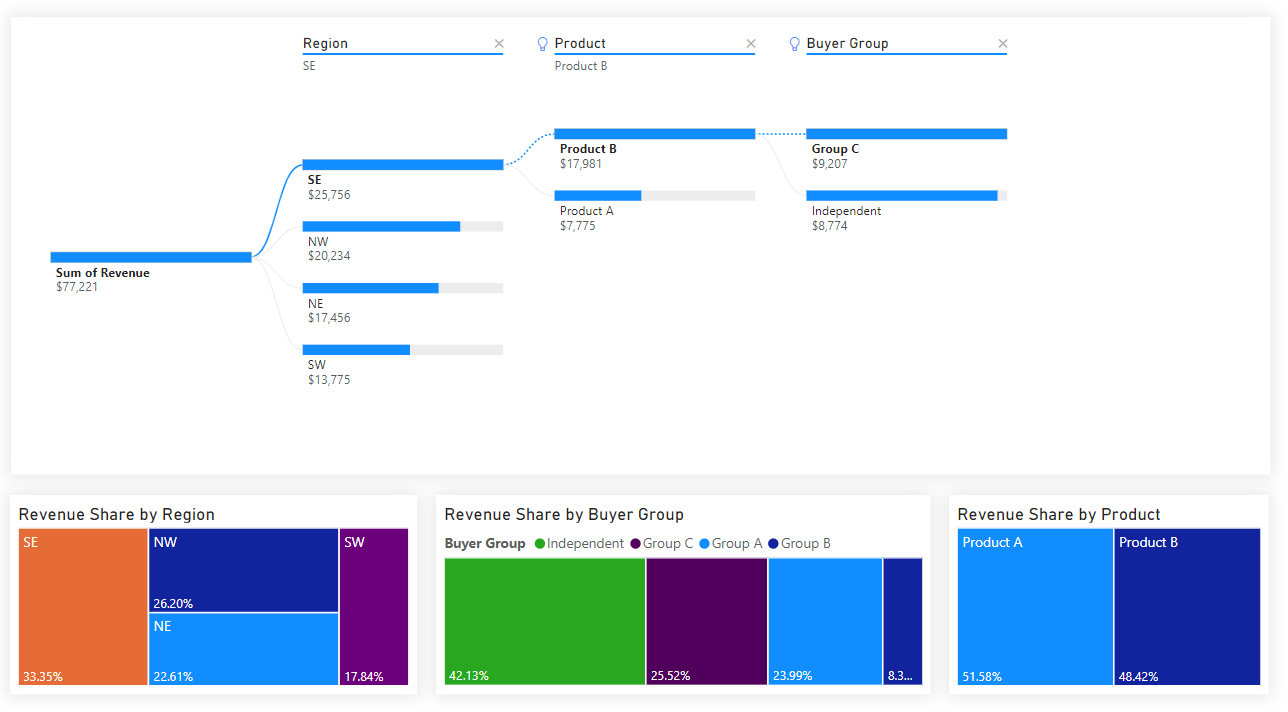 Region
Product
Buyer Group
SE
Product B
SE
$25,756
NW
$20,234
NE
$17,456
SW
$13,775
Sum of Revenue
$77,221
Product B
$17,981
Product A
$7,775
Group C
$9,207
Independent
$8,774
Revenue Share by Region
SE
33.35%
NW
26.20%
NE
22.61%
SW
17.84%
Revenue Share by Buyer Group
Buyer Group Independent Group C Group A Group B
42.13%
25.52%
23.99%
8.3...
Revenue Share by Product
Product A
51.58%
Product B
48.42%